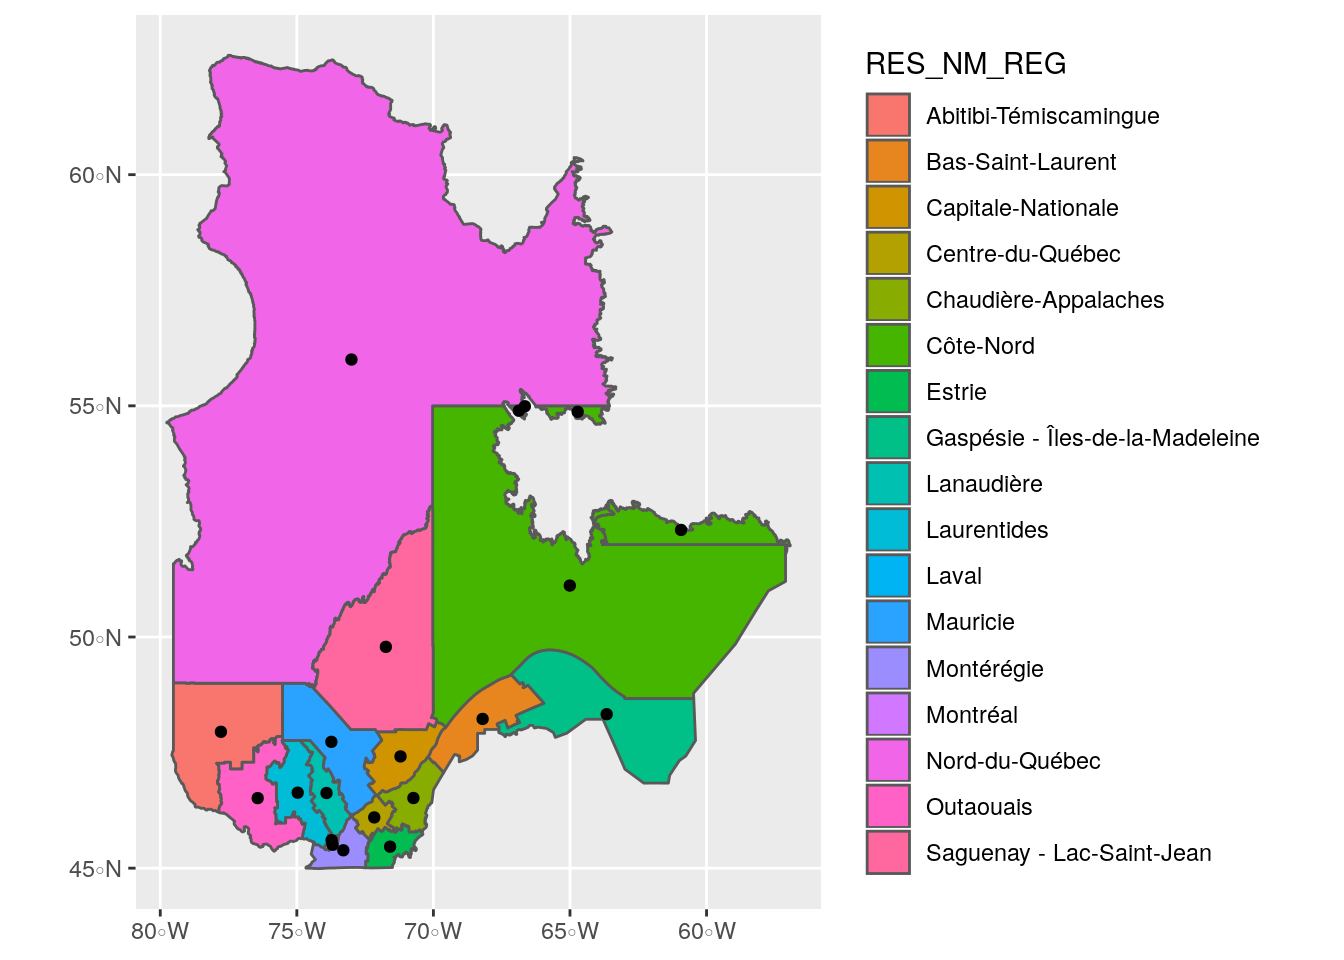 RES_NM_REG
Abitibi-Témiscamingue
Bas-Saint-Laurent
Capitale-Nationale
Centre-du-Québec
Chaudière-Appalaches
Côte-Nord
Estrie
Gaspésie - Îles-de-la-Madeleine
Lanaudière
Laurentides
Laval
Mauricie
Montérégie
Montréal
Nord-du-Québec
Outaouais
Saguenay - Lac-Saint-Jean
60°N
55°N
50°N
45°N
80°W 75°W 70°W 65°W 60°W